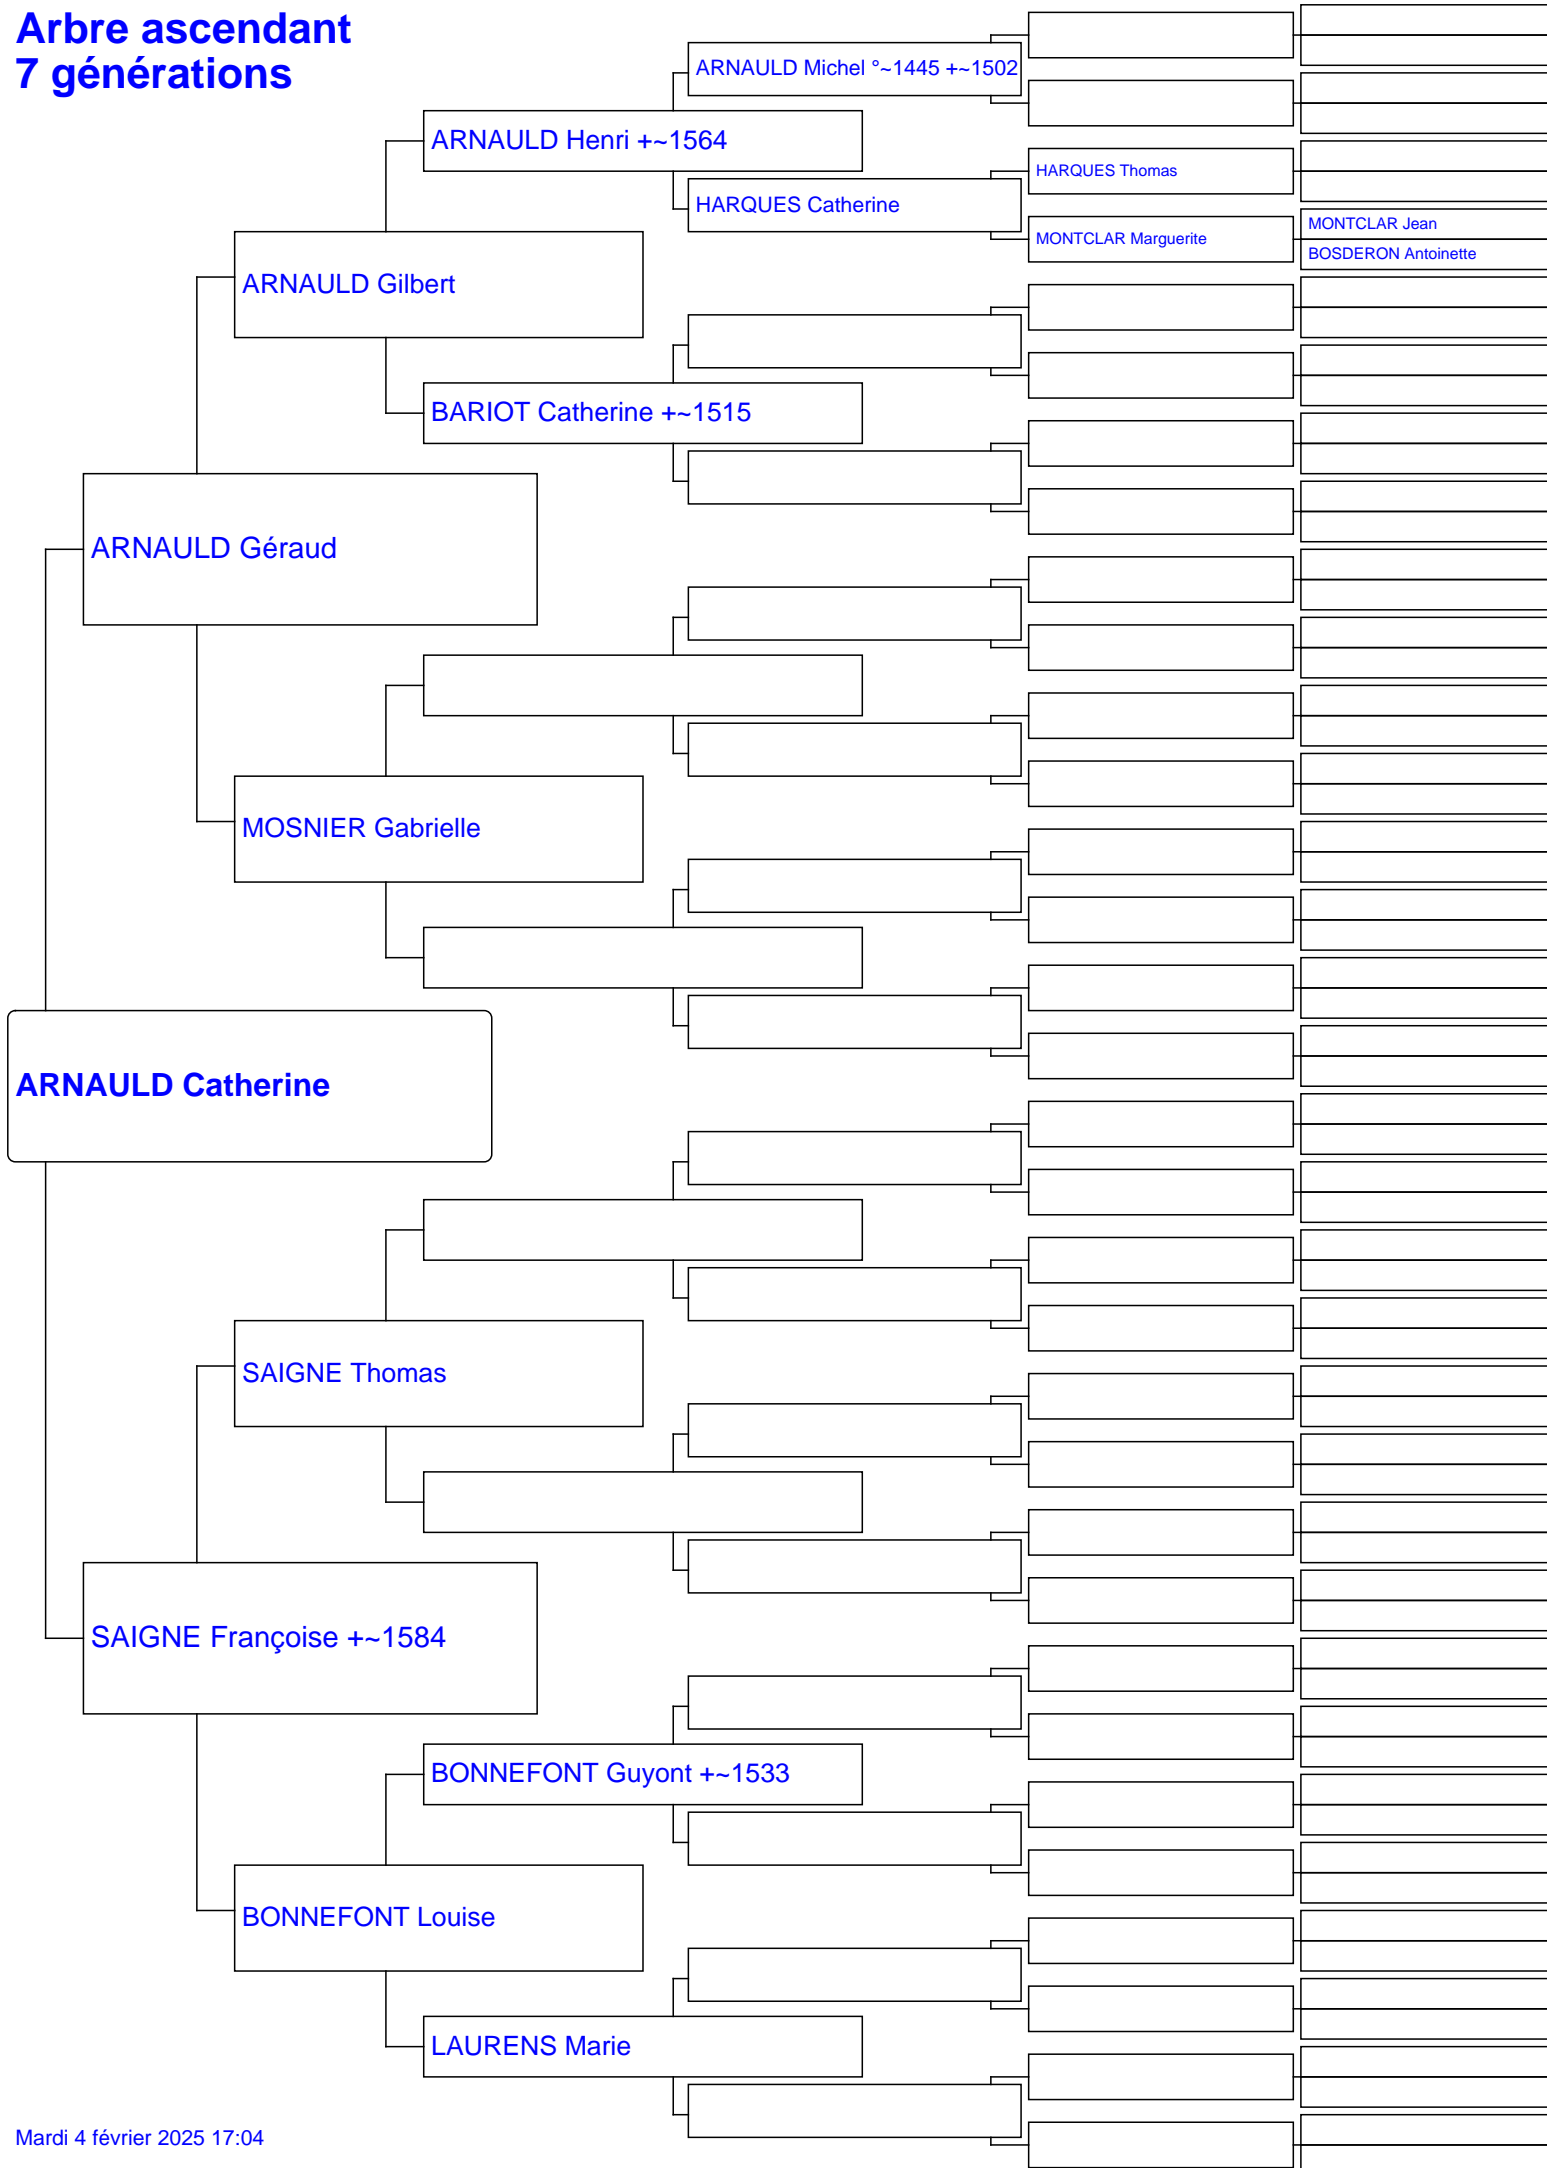 Arbre ascendant
7 générations
ARNAULD Michel °~1445 +~1502
ARNAULD Henri +~1564
HARQUES Thomas
HARQUES Catherine
MONTCLAR Jean
MONTCLAR Marguerite
BOSDERON Antoinette
ARNAULD Gilbert
BARIOT Catherine +~1515
ARNAULD Géraud
MOSNIER Gabrielle
ARNAULD Catherine
SAIGNE Thomas
SAIGNE Françoise +~1584
BONNEFONT Guyont +~1533
BONNEFONT Louise
LAURENS Marie
Mardi 4 février 2025 17:04